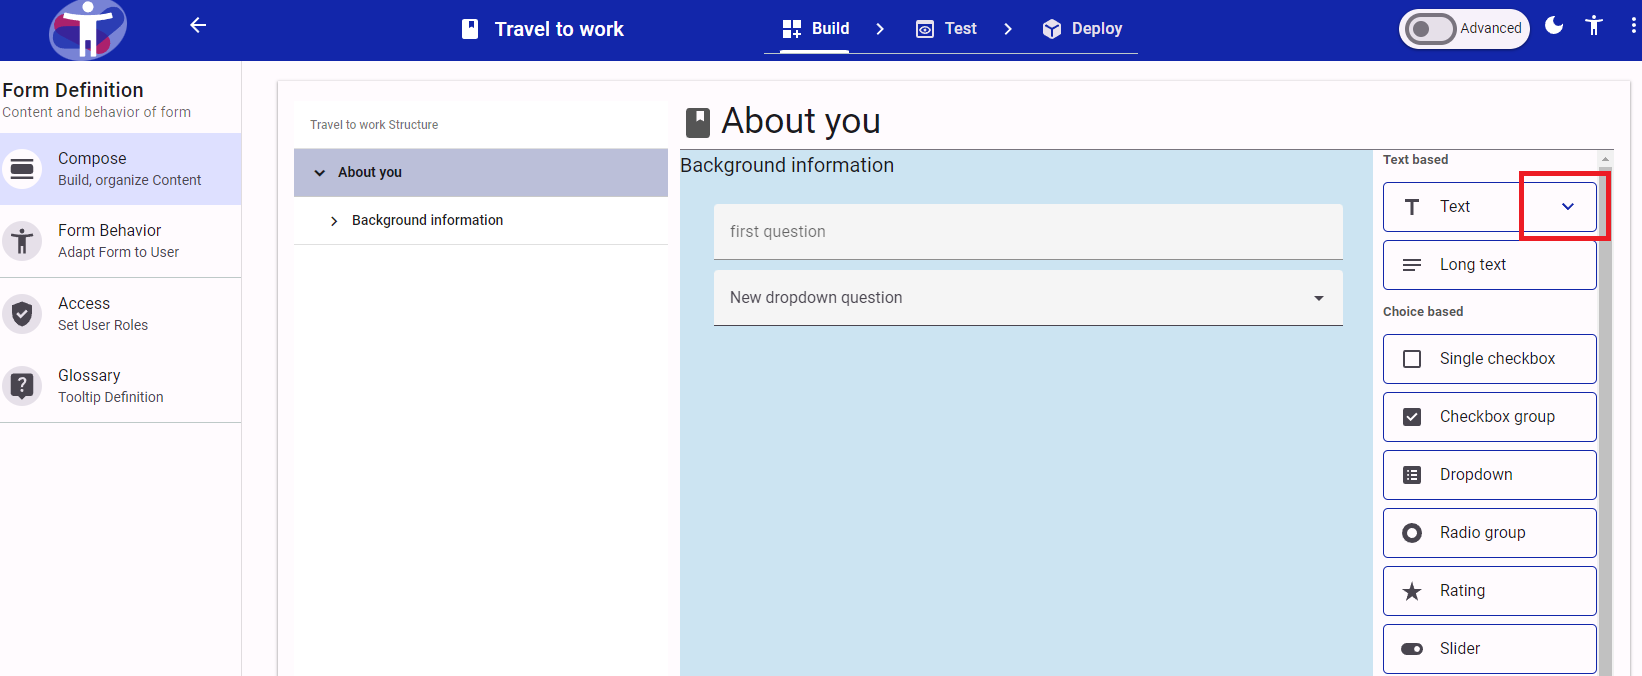 Travel to work
Build
Test
Deploy
Advanced
Form Definition
Content and behavior of form
Compose
Build, organize Content
Form Behavior
Adapt Form to User
Access
Set User Roles
Glossary
Tooltip Definition
Travel to work Structure
About you
Background information
About you
Background information
first question
New dropdown question
Text based
Text
Long text
Choice based
Single checkbox
Checkbox group
Dropdown
Radio group
Rating
Slider